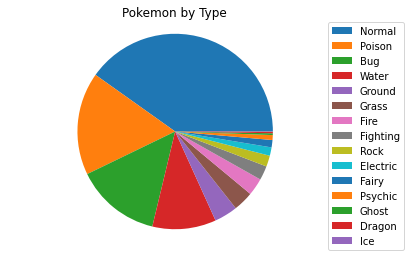 Pokemon by Type
Normal
Poison
Bug
Water
Ground
Grass
Fire
Fighting
Rock
Electric
Fairy
Psychic
Ghost
Dragon
Ice